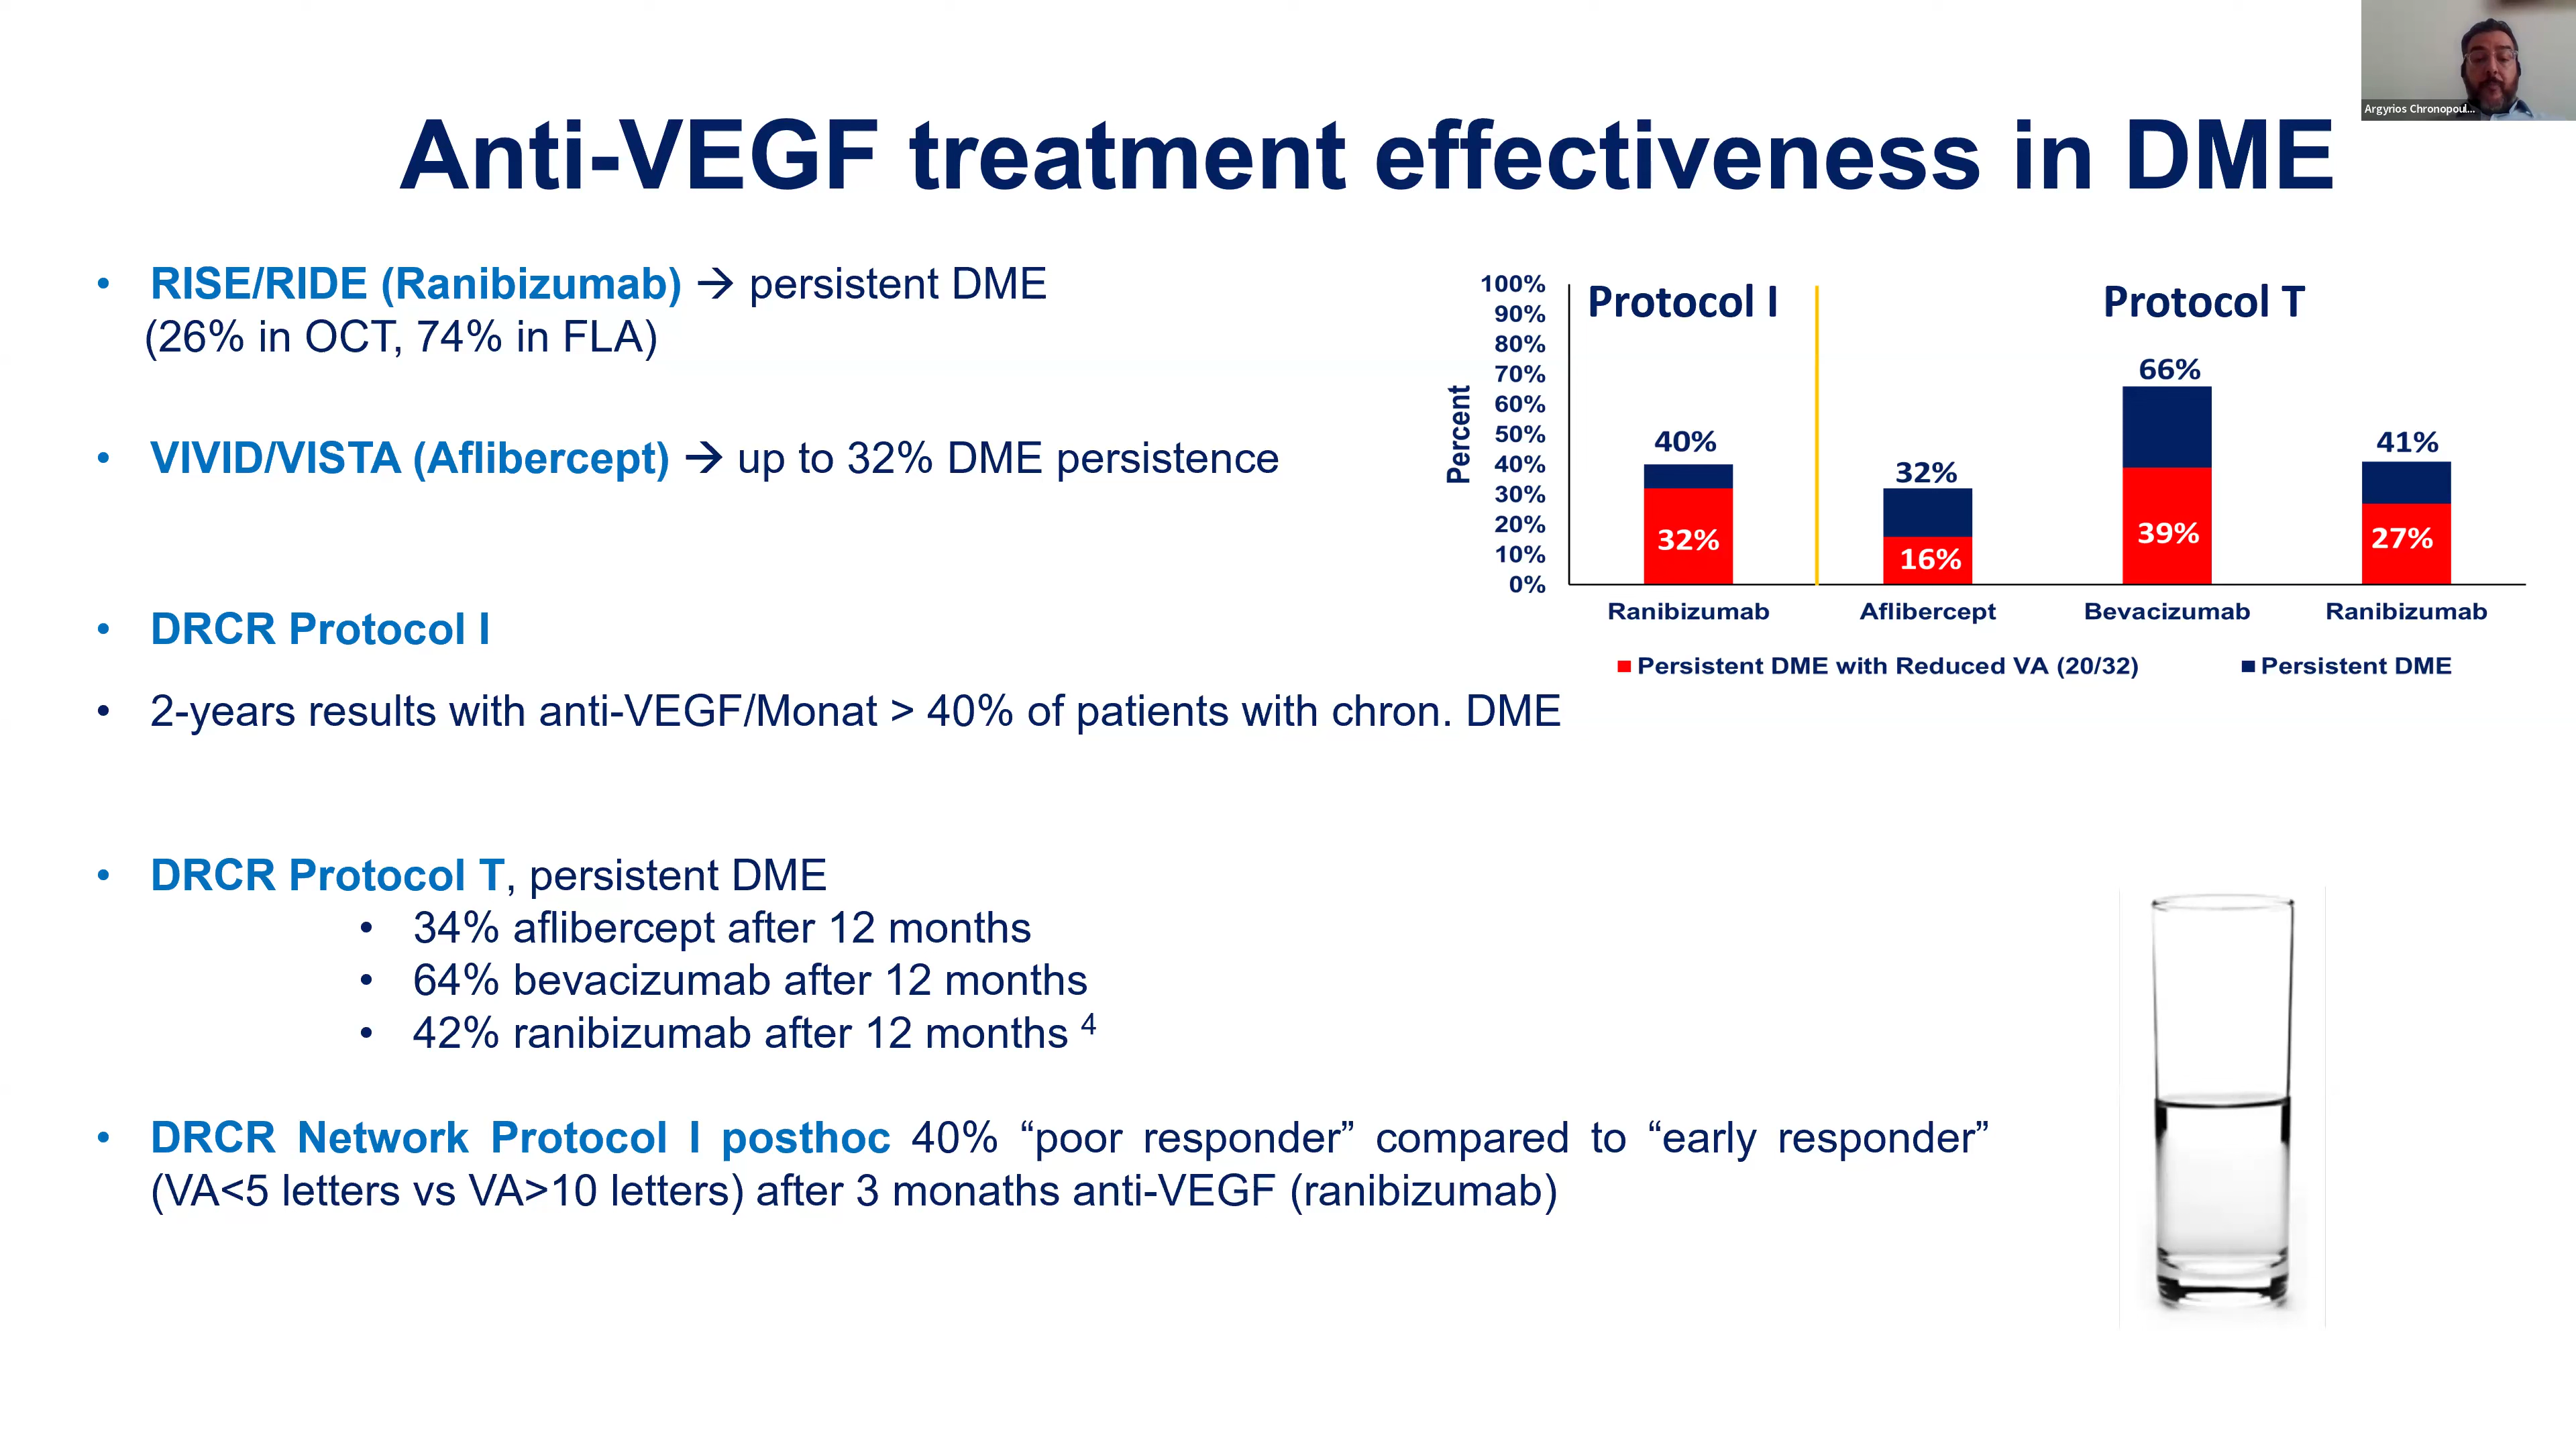 Argyrios Chronopoul...
Anti-VEGF treatment effectiveness in DME
• RISE/RIDE (Ranibizumab) → persistent DME
(26% in OCT, 74% in FLA)
• VIVID/VISTA (Aflibercept) → up to 32% DME persistence
• DRCR Protocol I
• 2-years results with anti-VEGF/Monat > 40% of patients with chron. DME
• DRCR Protocol T, persistent DME
• 34% aflibercept after 12 months
• 64% bevacizumab after 12 months
• 42% ranibizumab after 12 months 4
• DRCR Network Protocol I posthoc 40% “poor responder” compared to “early responder”
(VA<5 letters vs VA>10 letters) after 3 monaths anti-VEGF (ranibizumab)
Protocol I
Protocol T
Percent
100%
90%
80%
70%
60%
50%
40%
30%
20%
10%
0%
40%
32%
32%
16%
66%
39%
41%
27%
Ranibizumab
Aflibercept
Bevacizumab
Ranibizumab
Persistent DME with Reduced VA (20/32)
Persistent DME